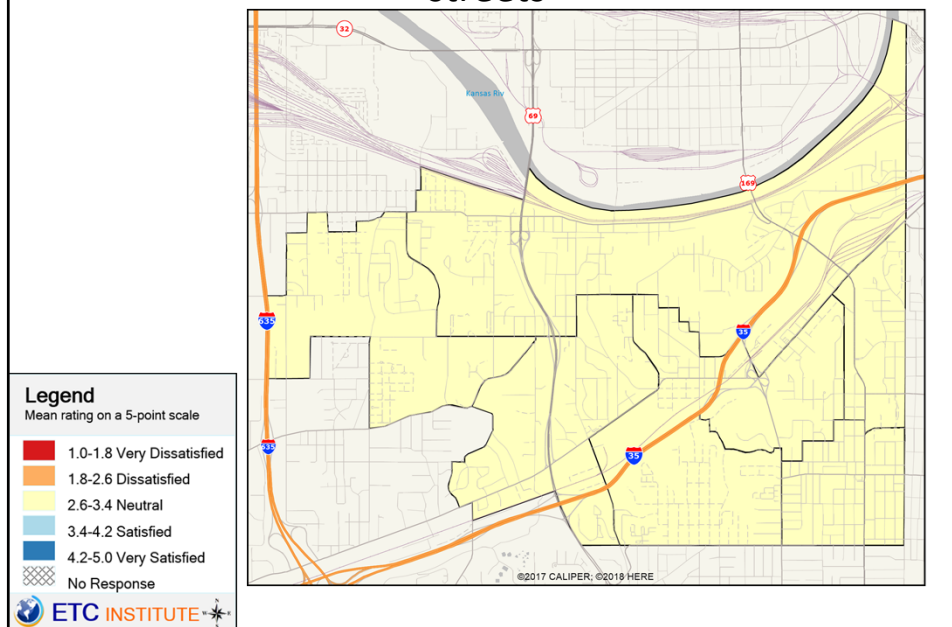 32
Kansas Riv
69
169
635
35
635
35
Legend
Mean rating on a 5-point scale
1.0-1.8 Very Dissatisfied
1.8-2.6 Dissatisfied
2.6-3.4 Neutral
3.4-4.2 Satisfied
4.2-5.0 Very Satisfied
No Response
ETC INSTITUTE
©2017 CALIPER; ©2018 HERE